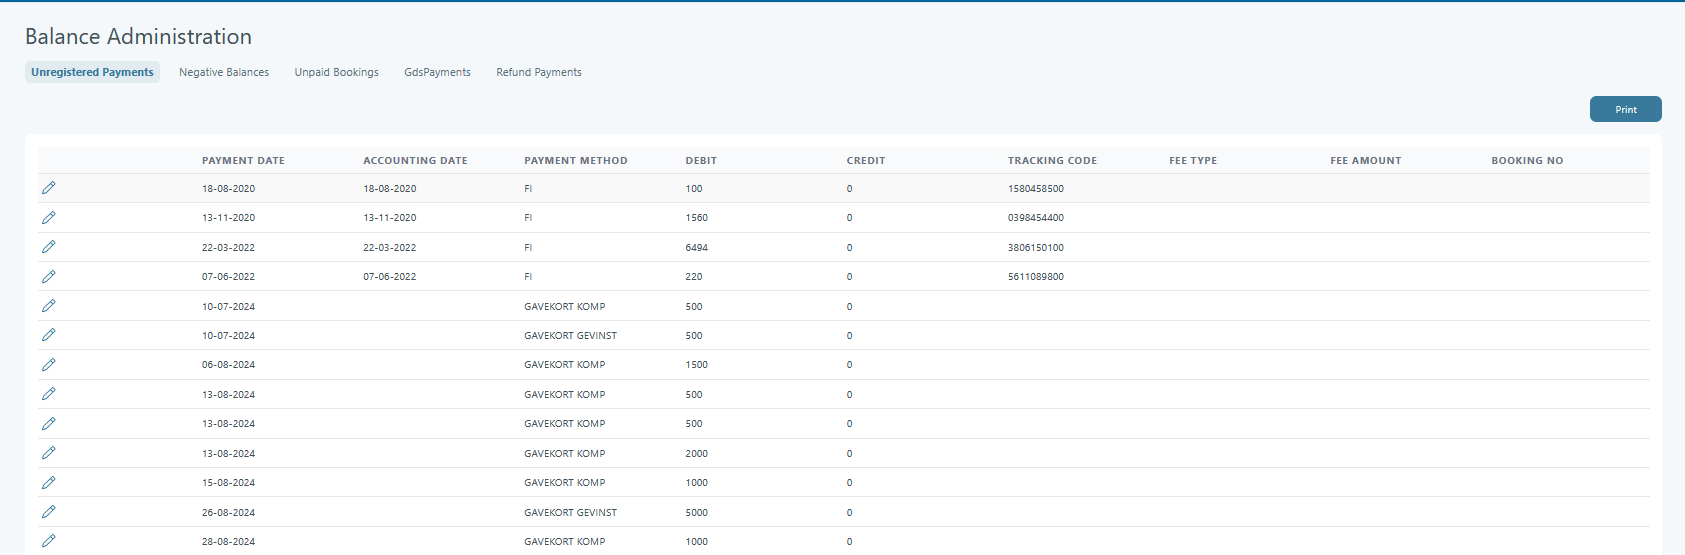 Balance Administration
Unregistered Payments Negative Balances Unpaid Bookings GdsPayments Refund Payments
Print
PAYMENT DATE ACCOUNTING DATE PAYMENT METHOD DEBIT CREDIT TRACKING CODE FEE TYPE FEE AMOUNT BOOKING NO
18-08-2020 18-08-2020 FI 100 0 1580458500
13-11-2020 13-11-2020 FI 1560 0 0398454400
22-03-2022 22-03-2022 FI 6494 0 3806150100
07-06-2022 07-06-2022 FI 220 0 5611089800
10-07-2024 GAVEKORT KOMP 500 0
10-07-2024 GAVEKORT GEVINST 500 0
06-08-2024 GAVEKORT KOMP 1500 0
13-08-2024 GAVEKORT KOMP 500 0
13-08-2024 GAVEKORT KOMP 500 0
13-08-2024 GAVEKORT KOMP 2000 0
15-08-2024 GAVEKORT KOMP 1000 0
26-08-2024 GAVEKORT GEVINST 5000 0
28-08-2024 GAVEKORT KOMP 1000 0